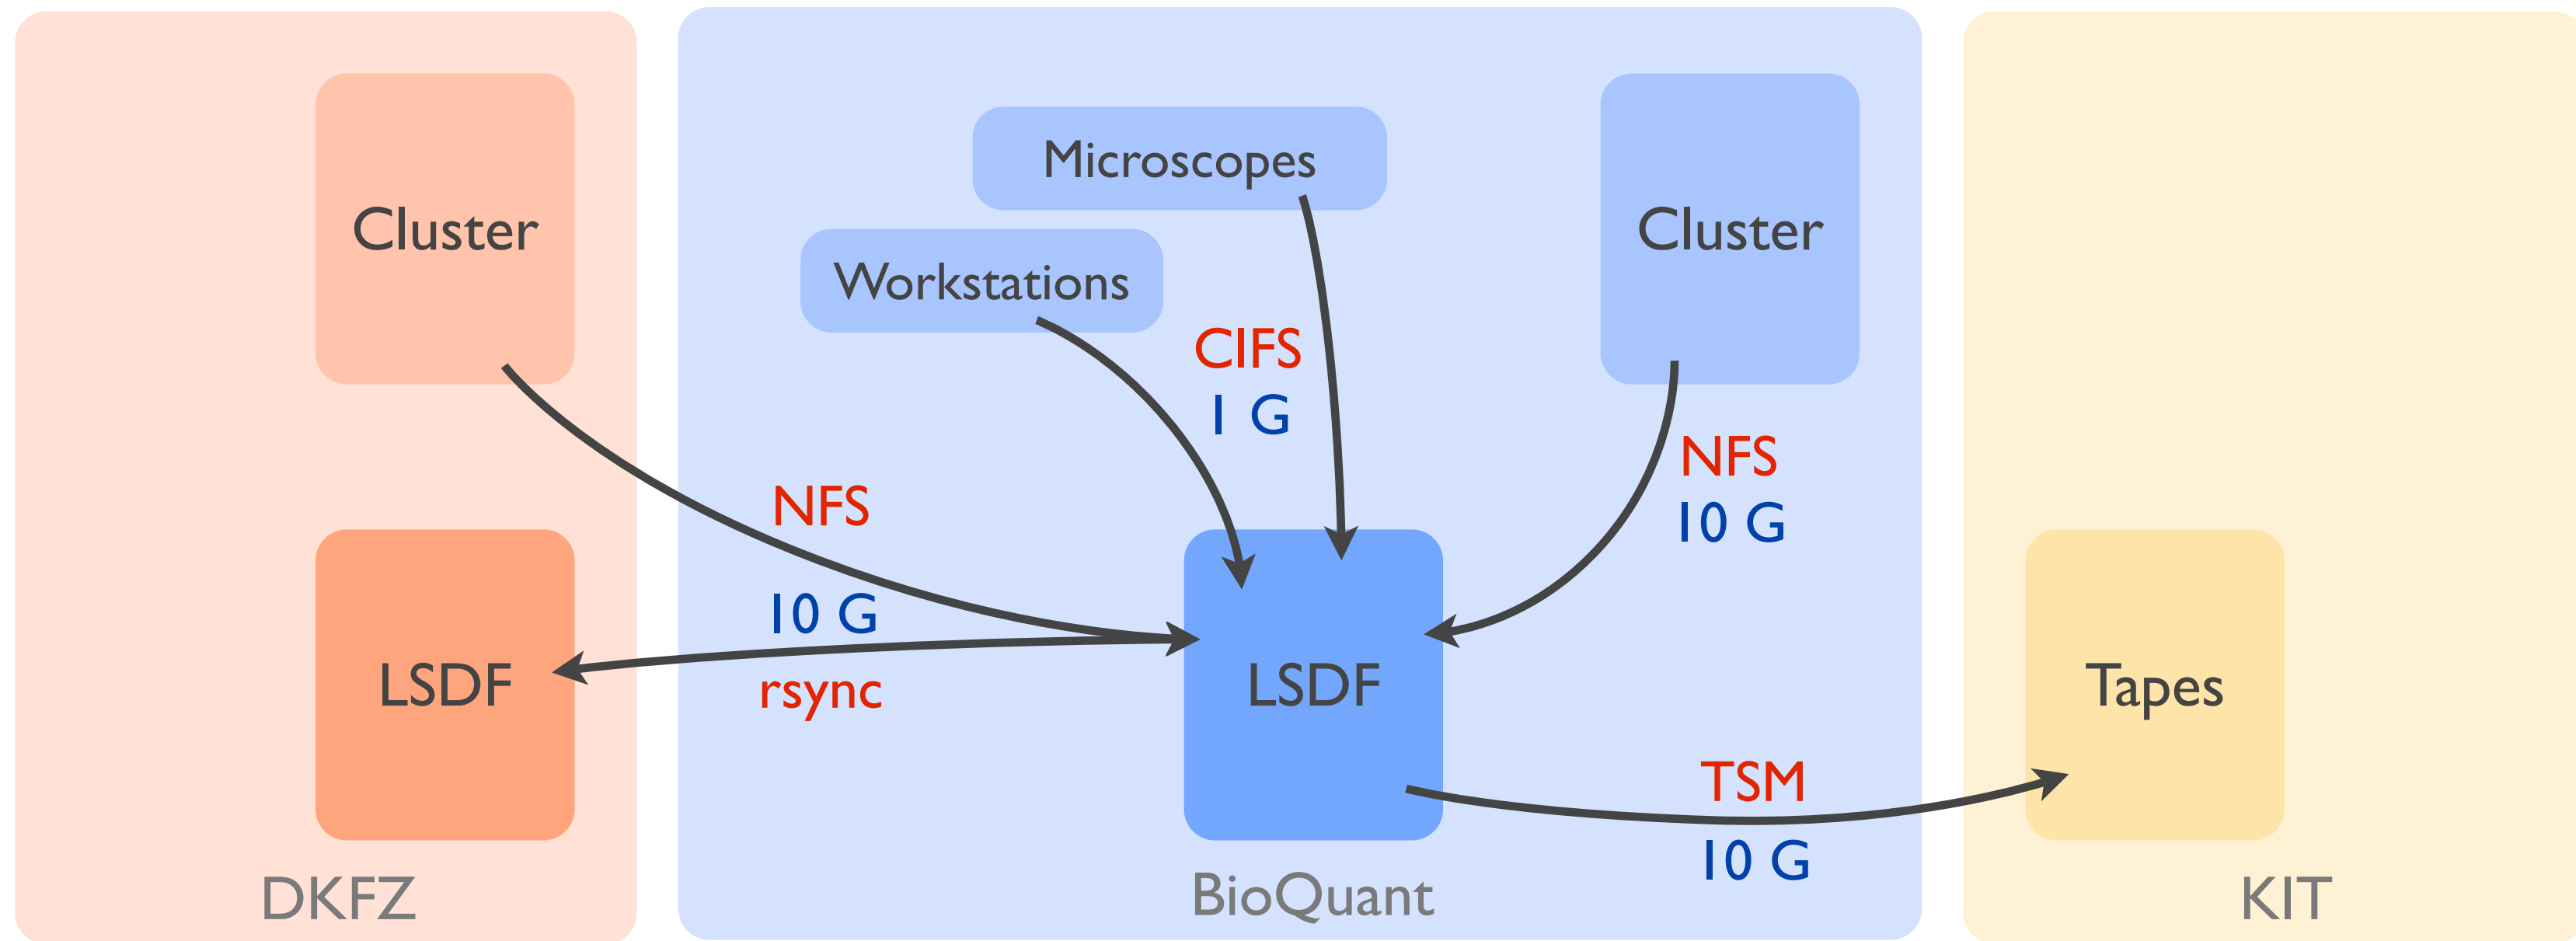 Cluster
LSDF
DKFZ
Microscopes
Workstations
Cluster
CIFS
1 G
NFS
10 G
NFS
10 G
rsync
LSDF
TSM
10 G
BioQuant
Tapes
KIT